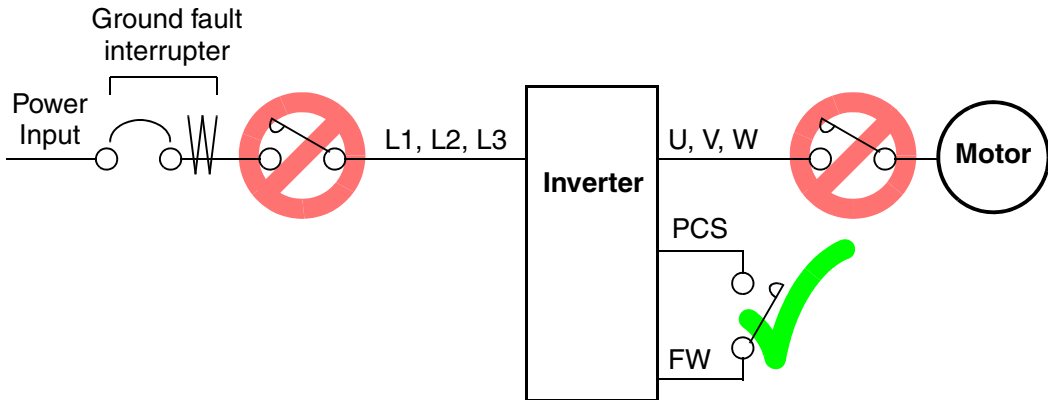 Ground fault
interrupter
Power
Input
L1, L2, L3
Inverter
U, V, W
Motor
PCS
FW